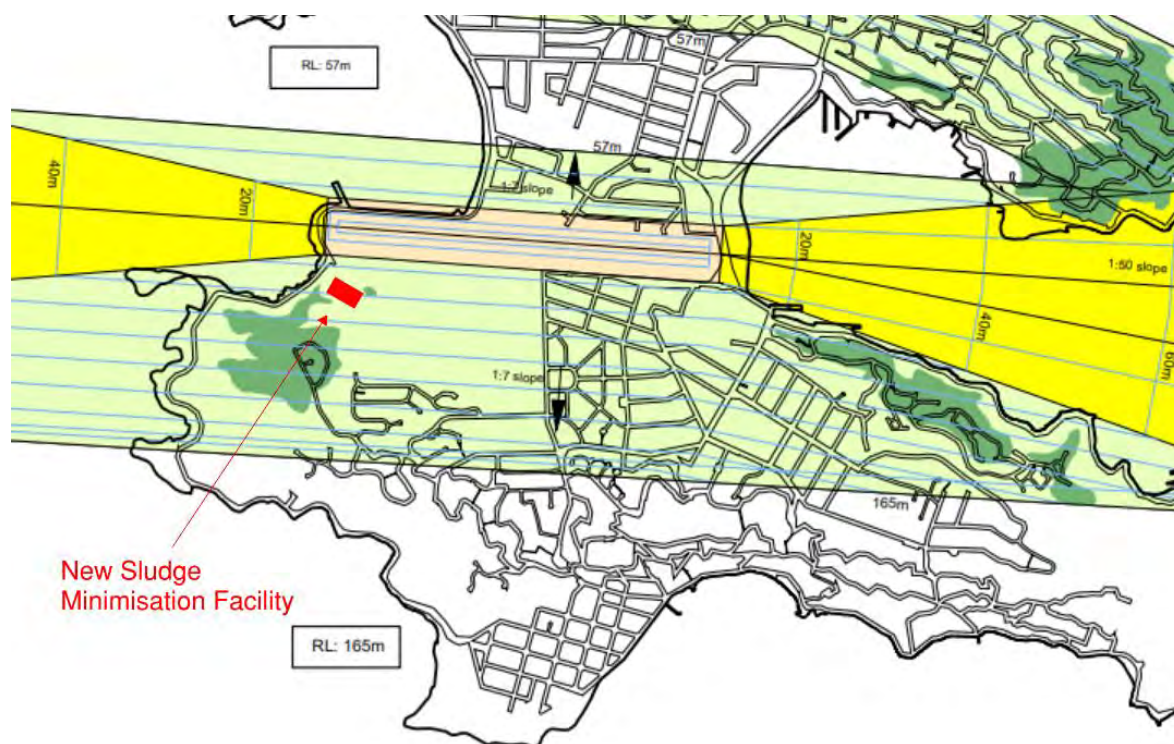 57m
RL: 57m
57m
1:7 slope
40m
20m
20m
1:50 slope
40m
60m
1:7 slope
165m
New Sludge
Minimisation Facility
RL: 165m